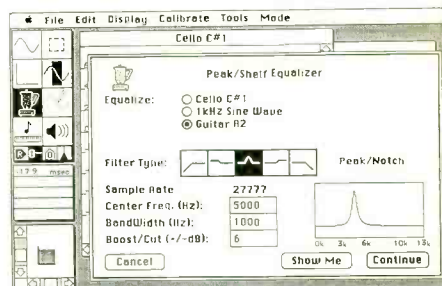 File Edit Display Calibrate Tools Mode
Cello C#1
Peak/Shelf Equalizer
Equalize:
Cello C#1
1kHz Sine Wave
Guitar A2
Filter Type:
Peak/Notch
-17.9 msec
Sample Rate 27777
Center Freq. (Hz): 5000
BandWidth (Hz): 1000
Boost/Cut (-/-dB): 6
0k 3k 6k 10k 13k
Cancel
Show Me
Continue